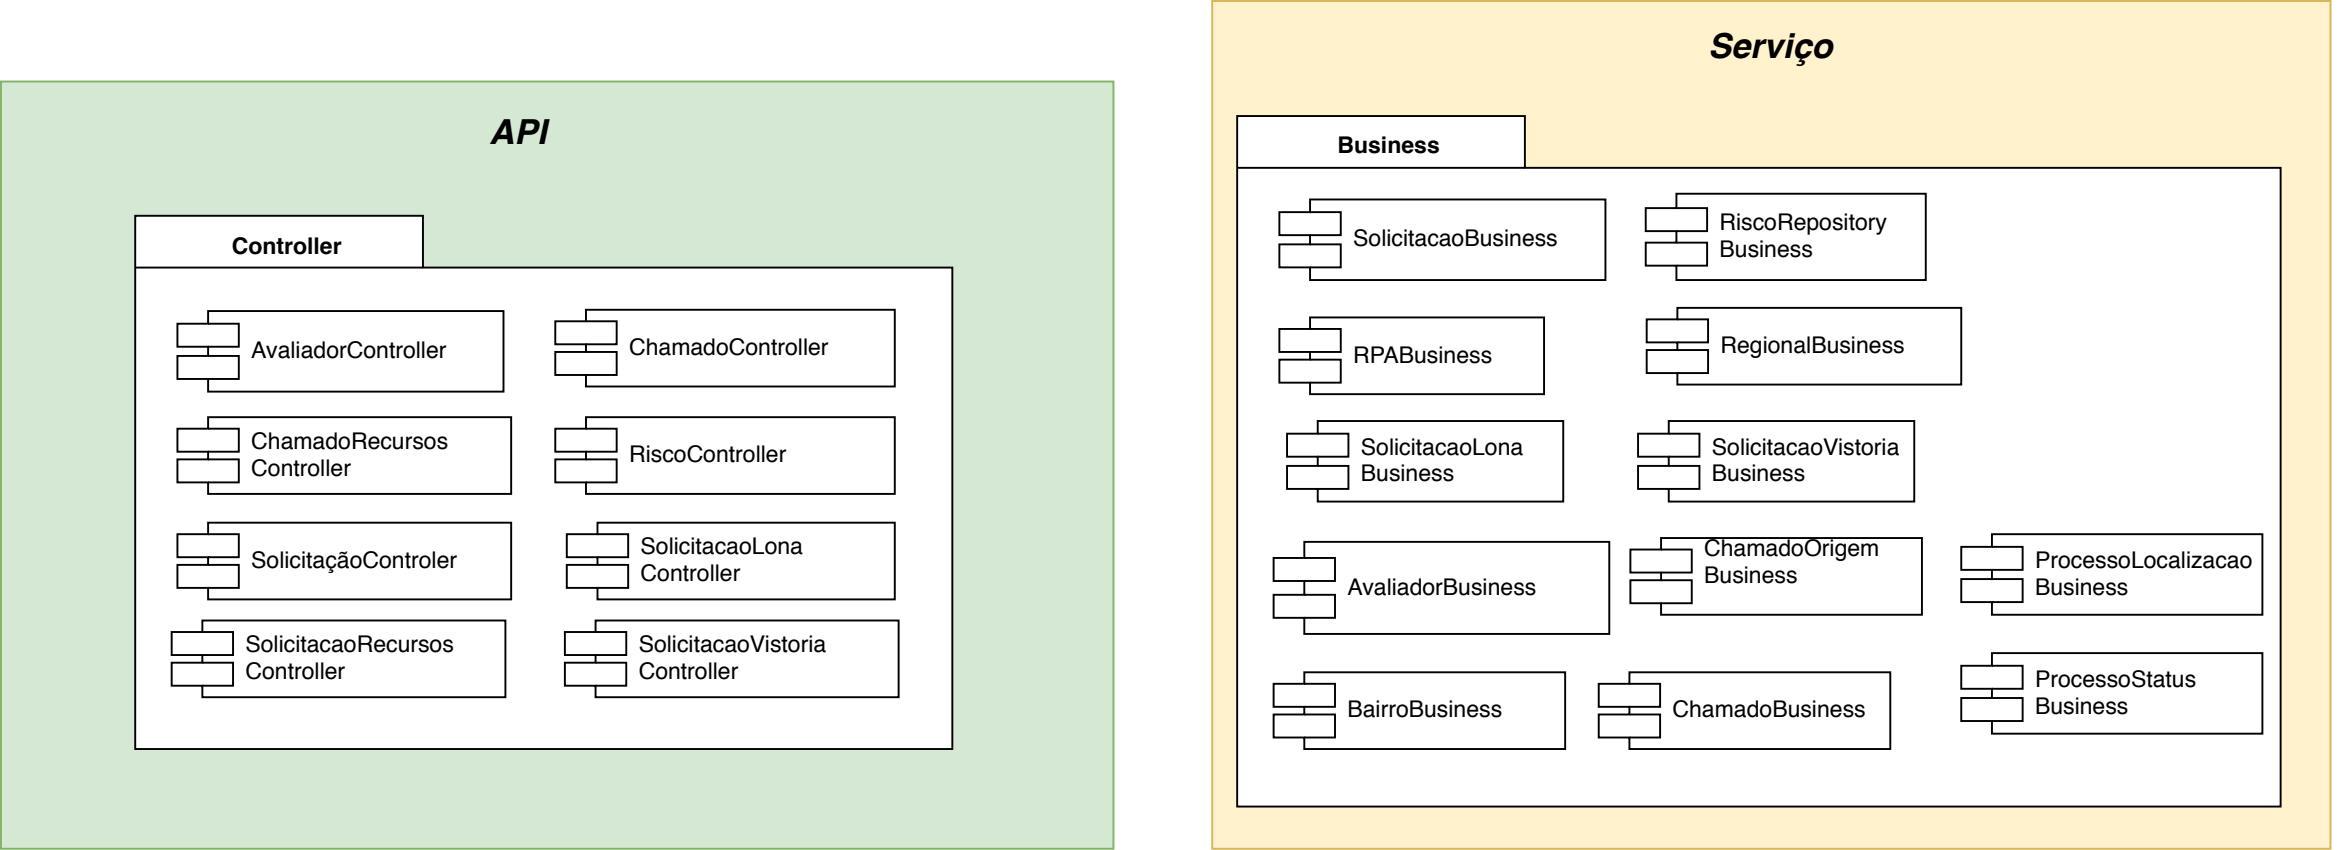 API
Controller
AvaliadorController
ChamadoController
ChamadoRecursos
Controller
RiscoController
SolicitaçãoControler
SolicitacaoLona
Controller
SolicitacaoRecursos
Controller
SolicitacaoVistoria
Controller
Serviço
Business
SolicitacaoBusiness
RiscoRepository
Business
RPABusiness
RegionalBusiness
SolicitacaoLona
Business
SolicitacaoVistoria
Business
AvaliadorBusiness
ChamadoOrigem
Business
ProcessoLocalizacao
Business
BairroBusiness
ChamadoBusiness
ProcessoStatus
Business